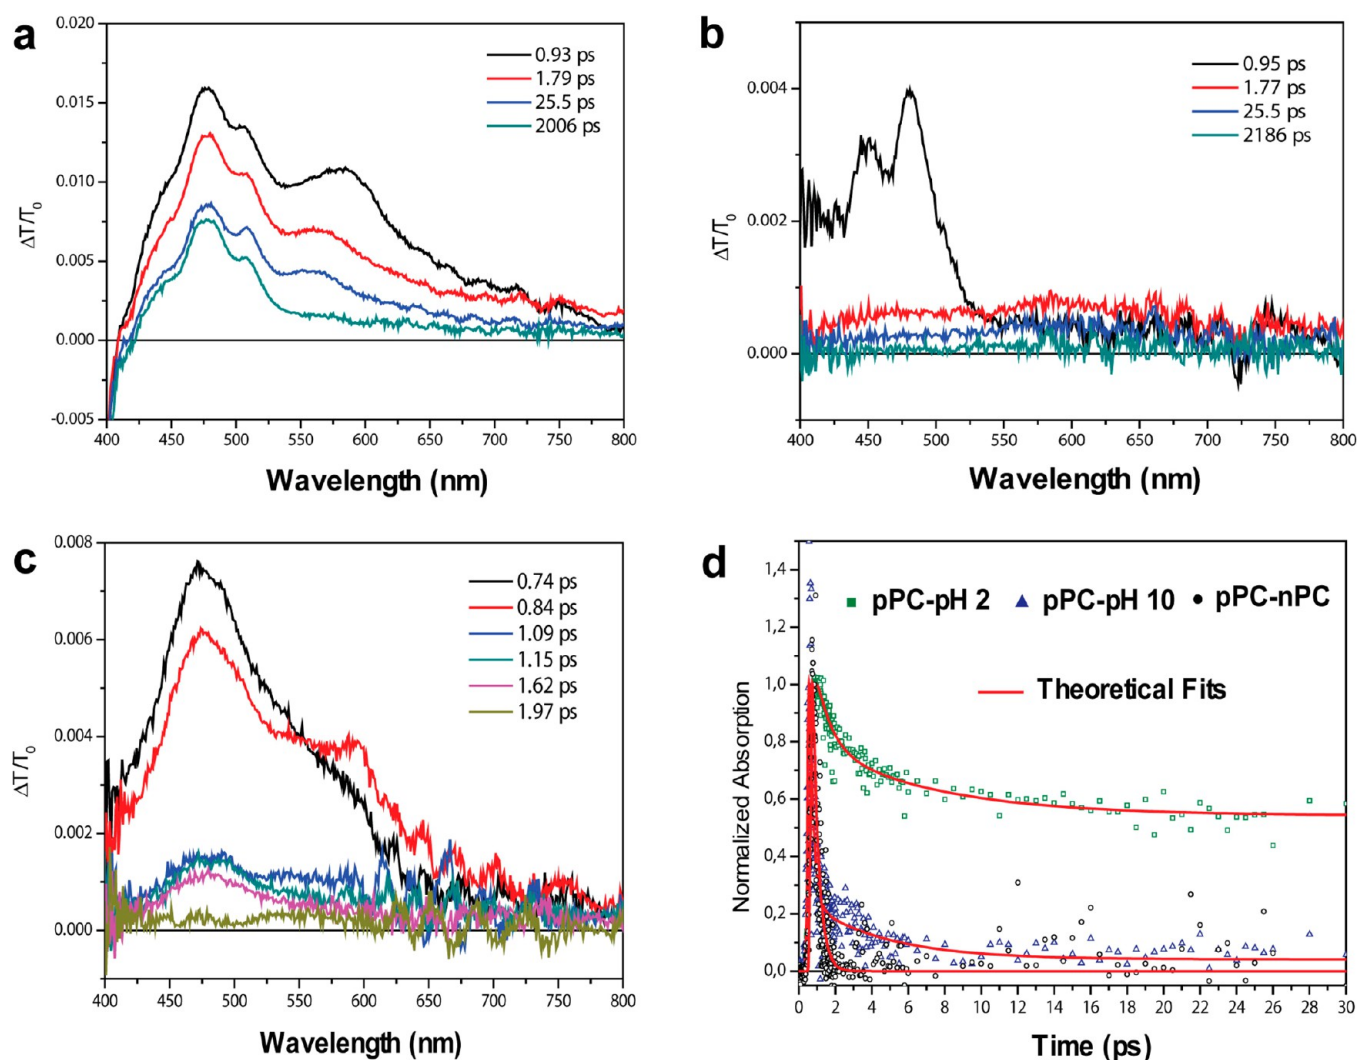 a
0.020
0.015
0.010
0.005
0.000
-0.005
ΔT/T0
0.93 ps
1.79 ps
25.5 ps
2006 ps
400 450 500 550 600 650 700 750 800
Wavelength (nm)
b
0.004
0.002
0.000
ΔT/T0
0.95 ps
1.77 ps
25.5 ps
2186 ps
400 450 500 550 600 650 700 750 800
Wavelength (nm)
c
0.008
0.006
0.004
0.002
0.000
ΔT/T0
0.74 ps
0.84 ps
1.09 ps
1.15 ps
1.62 ps
1.97 ps
400 450 500 550 600 650 700 750 800
Wavelength (nm)
d
1,4
1,2
1,0
0,8
0,6
0,4
0,2
0,0
Normalized Absorption
pPC-pH 2 pPC-pH 10 pPC-nPC
Theoretical Fits
0 2 4 6 8 10 12 14 16 18 20 22 24 26 28 30
Time (ps)